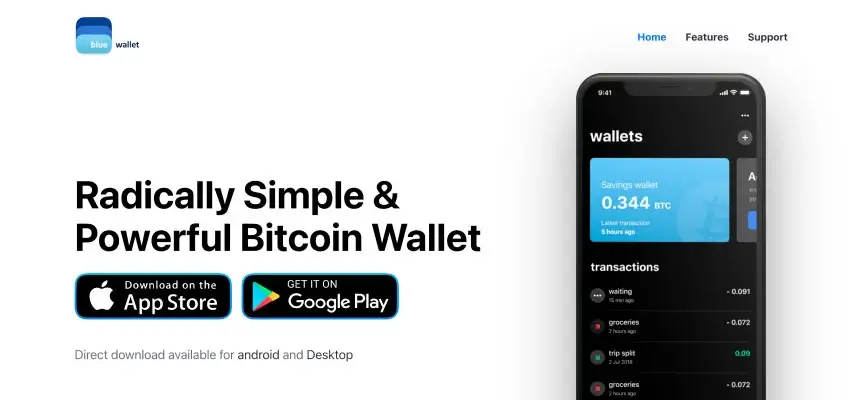 blue wallet
Home Features Support
Radically Simple &
Powerful Bitcoin Wallet
Download on the
App Store
GET IT ON
Google Play
Direct download available for android and Desktop
9:41
wallets
Savings wallet
0.344 BTC
Latest transaction
5 hours ago
transactions
waiting - 0.091
15 min ago
groceries - 0.072
2 hours ago
trip split 0.09
2 Jul 2018
groceries - 0.072
2 hours ago